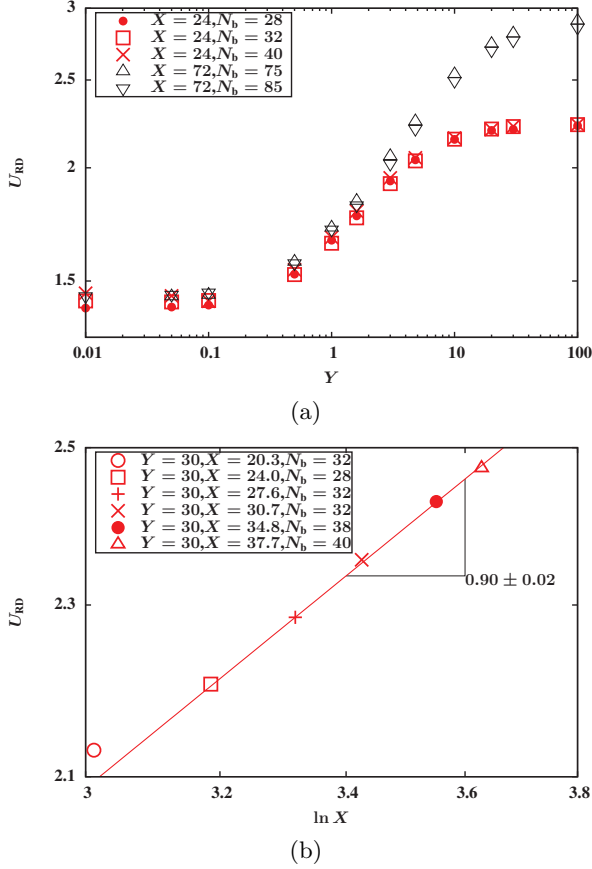 3
2.5
2
1.5
U_RD
X = 24,N_b = 28
X = 24,N_b = 32
X = 24,N_b = 40
X = 72,N_b = 75
X = 72,N_b = 85
0.01 0.1 1 10 100
Y
(a)
2.5
2.3
2.1
U_RD
Y = 30,X = 20.3,N_b = 32
Y = 30,X = 24.0,N_b = 28
Y = 30,X = 27.6,N_b = 32
Y = 30,X = 30.7,N_b = 32
Y = 30,X = 34.8,N_b = 38
Y = 30,X = 37.7,N_b = 40
0.90 ± 0.02
3 3.2 3.4 3.6 3.8
ln X
(b)